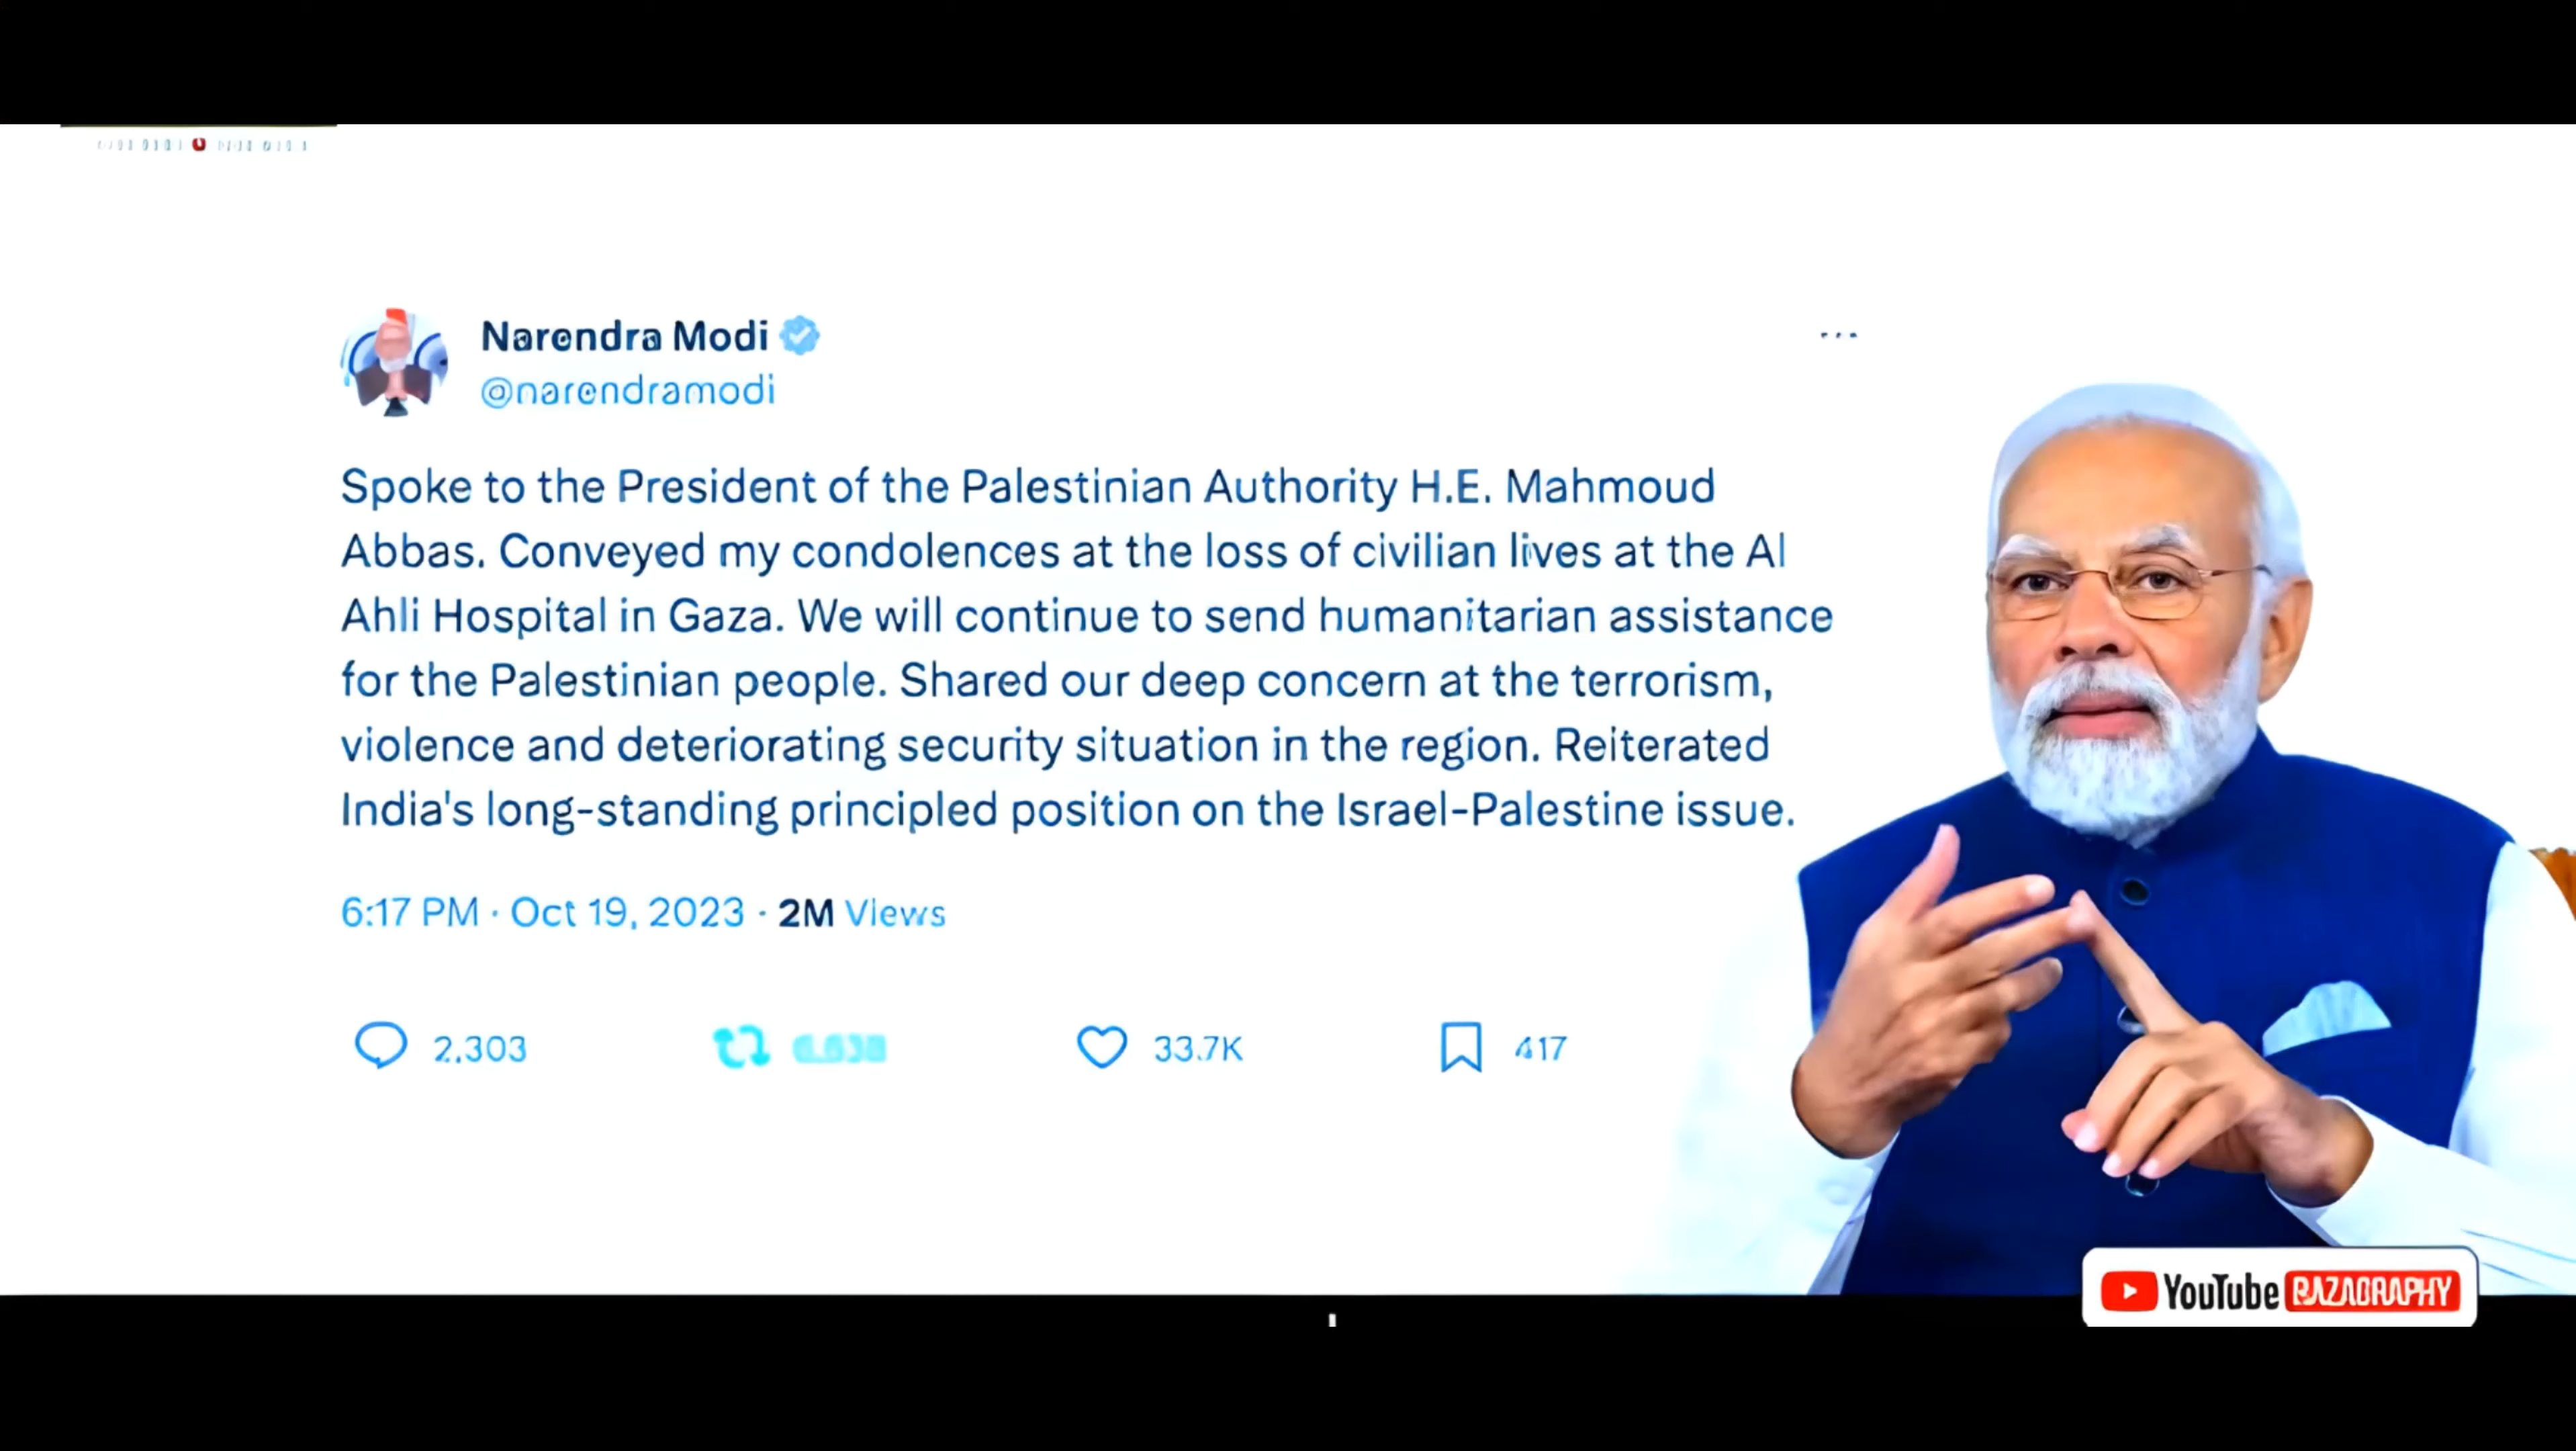 Narendra Modi
@narendramodi
Spoke to the President of the Palestinian Authority H.E. Mahmoud
Abbas. Conveyed my condolences at the loss of civilian lives at the Al
Ahli Hospital in Gaza. We will continue to send humanitarian assistance
for the Palestinian people. Shared our deep concern at the terrorism,
violence and deteriorating security situation in the region. Reiterated
India's long-standing principled position on the Israel-Palestine issue.
6:17 PM · Oct 19, 2023 · 2M Views
2,303
33.7K
417
YouTube RAZAGRAPHY